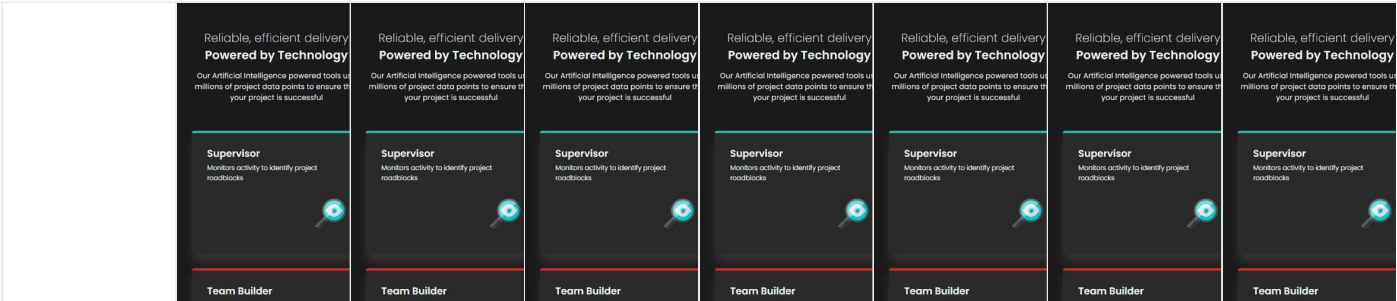 Reliable, efficient delivery
Powered by Technology
Our Artificial Intelligence powered tools
millions of project data points to ensure
your project is successful
Supervisor
Monitors activity to identify project
roadblocks
Team Builder
Reliable, efficient delivery
Powered by Technology
Our Artificial Intelligence powered tools
millions of project data points to ensure
your project is successful
Supervisor
Monitors activity to identify project
roadblocks
Team Builder
Reliable, efficient delivery
Powered by Technology
Our Artificial Intelligence powered tools
millions of project data points to ensure
your project is successful
Supervisor
Monitors activity to identify project
roadblocks
Team Builder
Reliable, efficient delivery
Powered by Technology
Our Artificial Intelligence powered tools
millions of project data points to ensure
your project is successful
Supervisor
Monitors activity to identify project
roadblocks
Team Builder
Reliable, efficient delivery
Powered by Technology
Our Artificial Intelligence powered tools
millions of project data points to ensure
your project is successful
Supervisor
Monitors activity to identify project
roadblocks
Team Builder
Reliable, efficient delivery
Powered by Technology
Our Artificial Intelligence powered tools
millions of project data points to ensure
your project is successful
Supervisor
Monitors activity to identify project
roadblocks
Team Builder
Reliable, efficient delivery
Powered by Technology
Our Artificial Intelligence powered tools
millions of project data points to ensure
your project is successful
Supervisor
Monitors activity to identify project
roadblocks
Team Builder